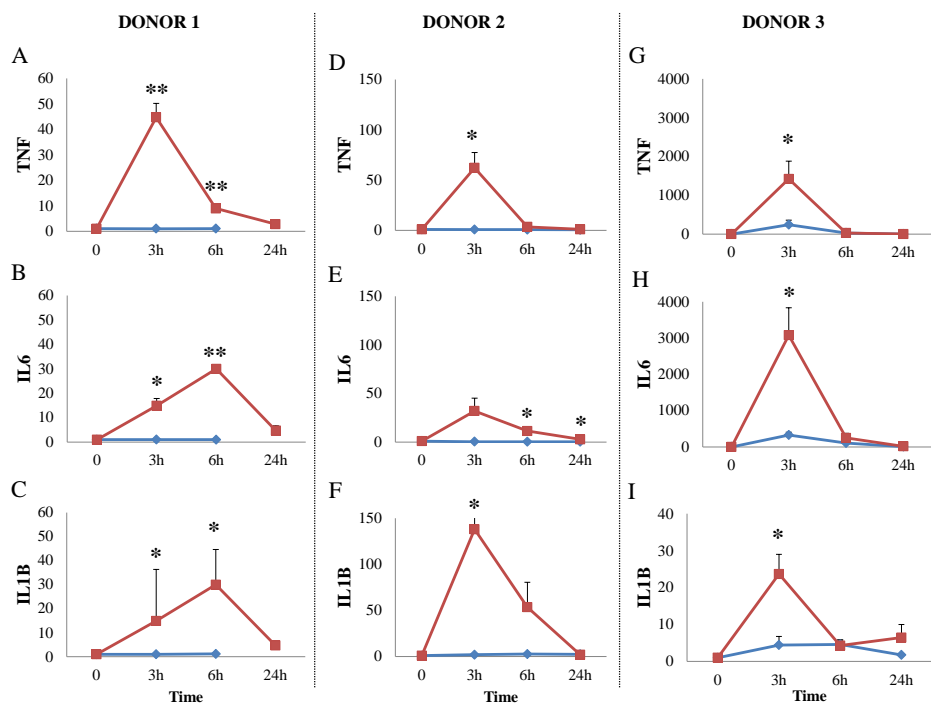 DONOR 1
DONOR 2
DONOR 3
A
TNF
60
50
40
30
20
10
0
**
**
0 3h 6h 24h
D
TNF
150
100
50
0
*
0 3h 6h 24h
G
TNF
4000
3000
2000
1000
0
*
0 3h 6h 24h
B
IL6
60
50
40
30
20
10
0
*
**
0 3h 6h 24h
E
IL6
150
100
50
0
*
*
0 3h 6h 24h
H
IL6
4000
3000
2000
1000
0
*
0 3h 6h 24h
C
IL1B
60
50
40
30
20
10
0
*
*
0 3h 6h 24h
Time
F
IL1B
150
100
50
0
*
0 3h 6h 24h
Time
I
IL1B
40
30
20
10
0
*
0 3h 6h 24h
Time